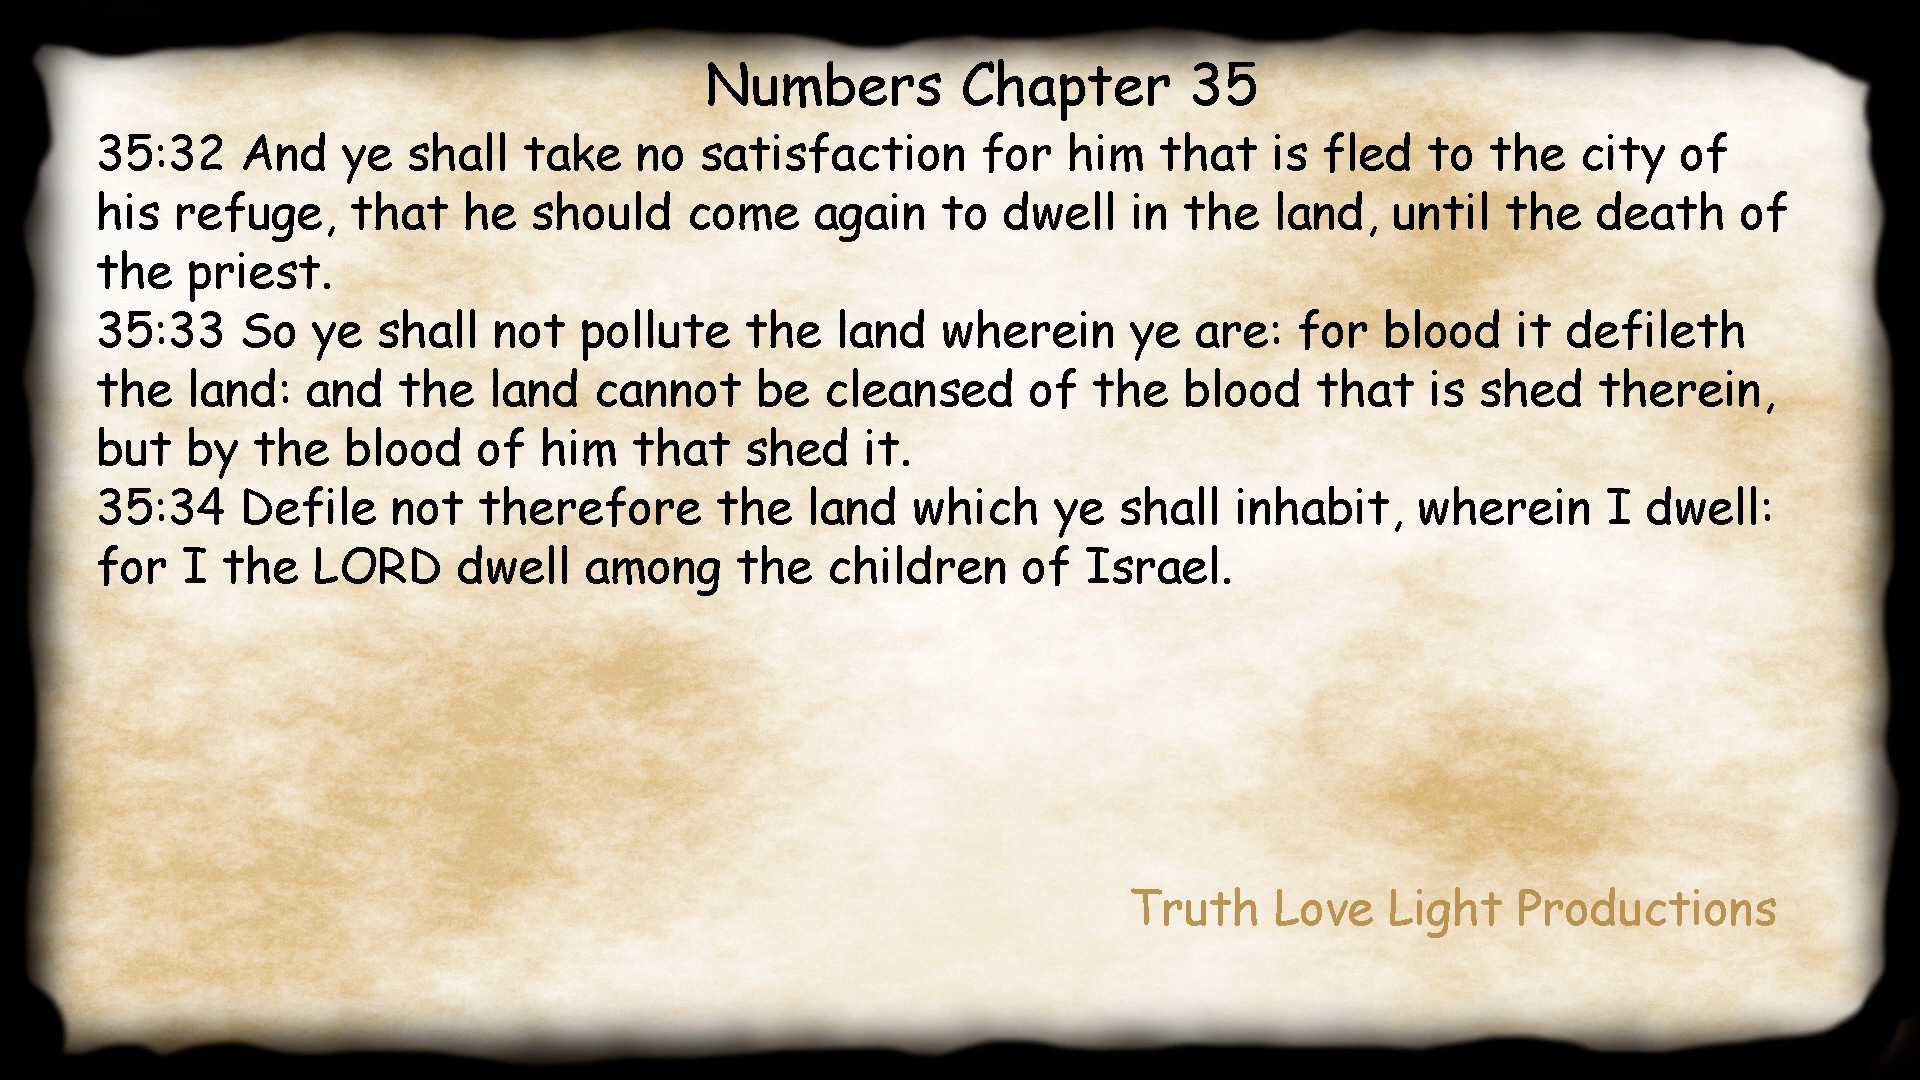 Numbers Chapter 35
35:32 And ye shall take no satisfaction for him that is fled to the city of
his refuge, that he should come again to dwell in the land, until the death of
the priest.
35:33 So ye shall not pollute the land wherein ye are: for blood it defileth
the land: and the land cannot be cleansed of the blood that is shed therein,
but by the blood of him that shed it.
35:34 Defile not therefore the land which ye shall inhabit, wherein I dwell:
for I the LORD dwell among the children of Israel.
Truth Love Light Productions